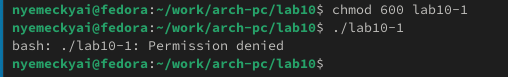 nyemeckyai@fedora:~/work/arch-pc/lab10$ chmod 600 lab10-1
nyemeckyai@fedora:~/work/arch-pc/lab10$ ./lab10-1
bash: ./lab10-1: Permission denied
nyemeckyai@fedora:~/work/arch-pc/lab10$